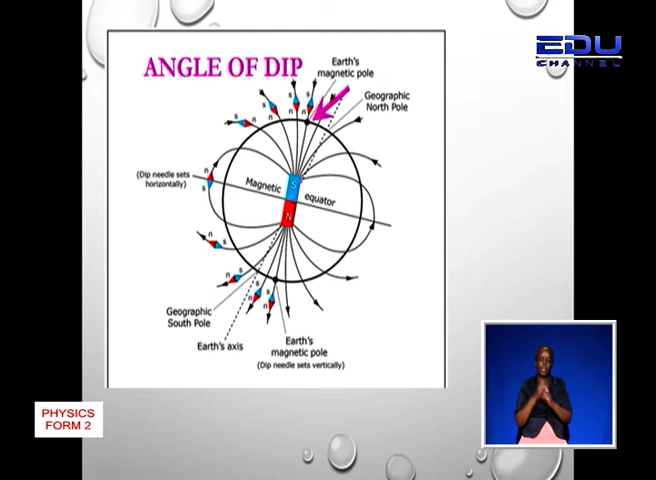 EDU
CHANNEL
ANGLE OF DIP
Earth's
magnetic pole
Geographic
North Pole
(Dip needle sets
horizontally)
Magnetic
equator
S
N
Geographic
South Pole
Earth's axis
Earth's
magnetic pole
(Dip needle sets vertically)
PHYSICS
FORM 2